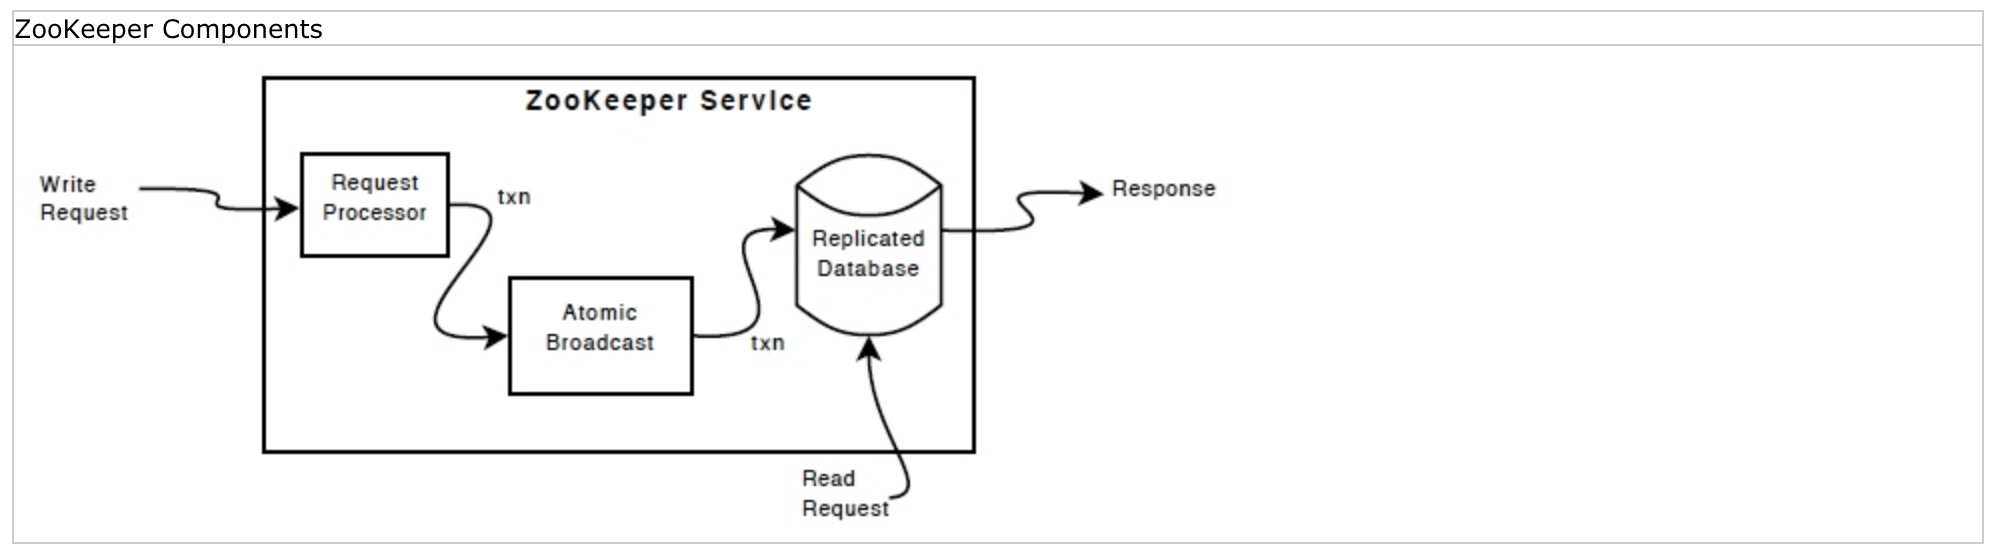 ZooKeeper Components
ZooKeeper Service
Write
Request
Request
Processor
txn
Atomic
Broadcast
txn
Replicated
Database
Response
Read
Request